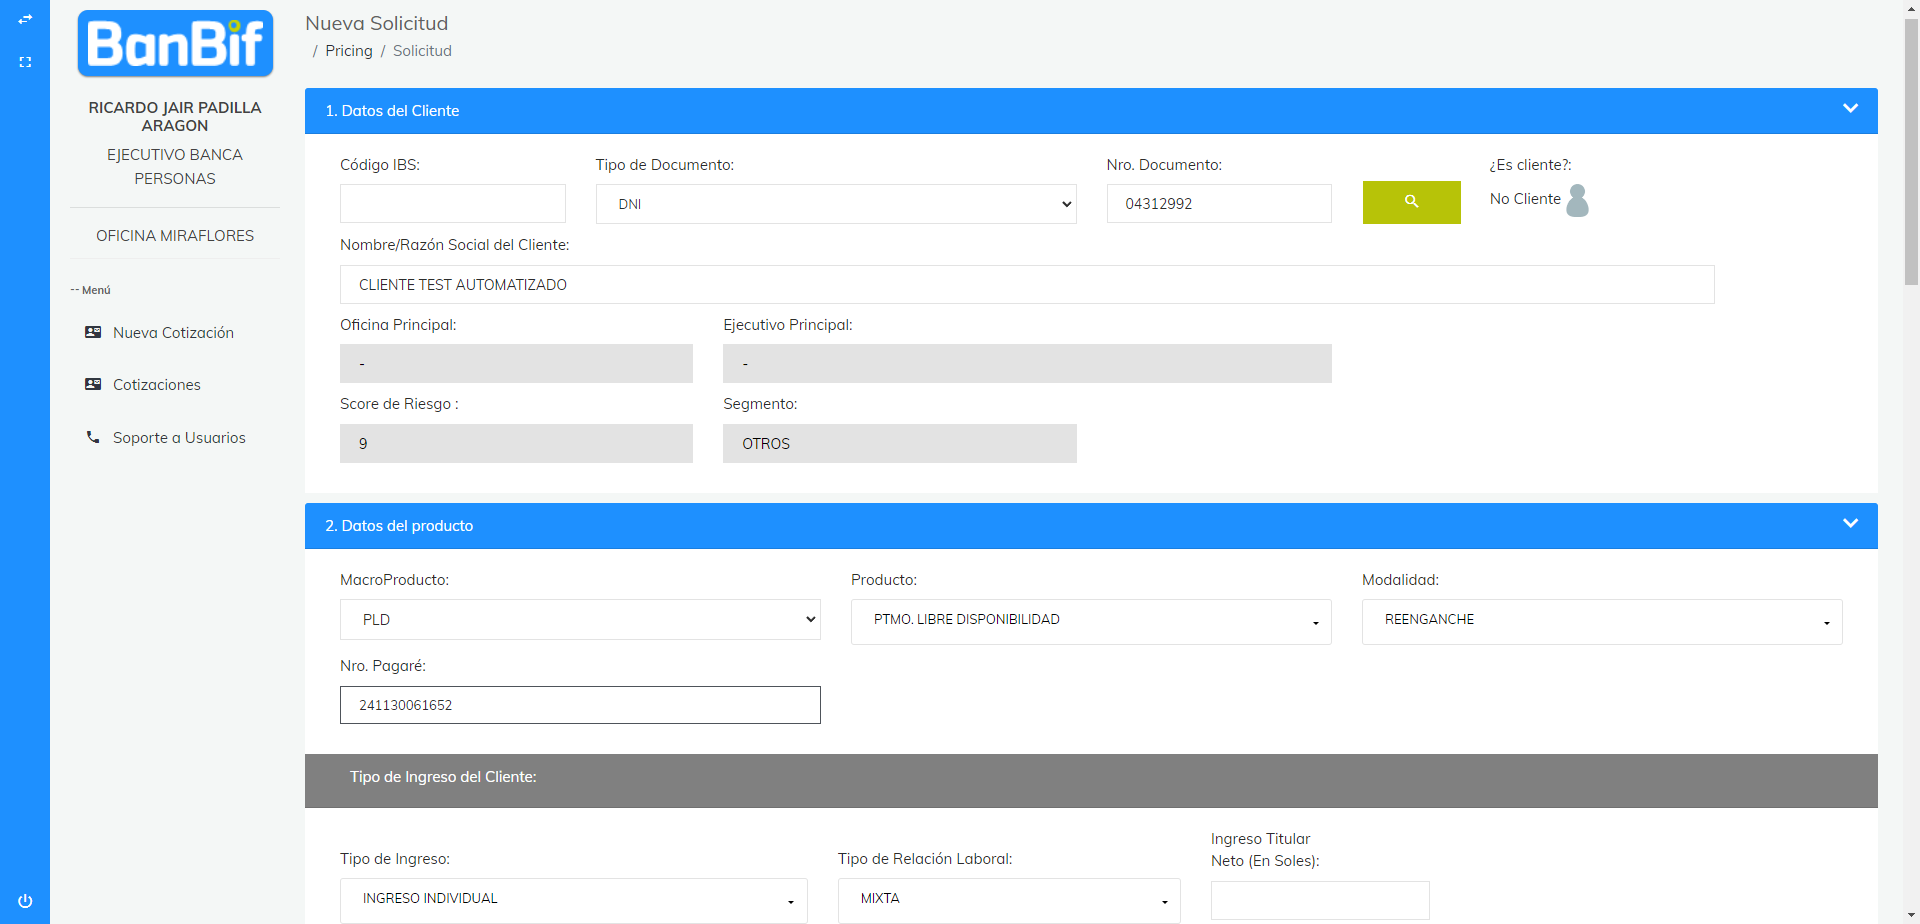 BanBif
RICARDO JAIR PADILLA
ARAGON
EJECUTIVO BANCA
PERSONAS
OFICINA MIRAFLORES
-- Menú
Nueva Cotización
Cotizaciones
Soporte a Usuarios
Nueva Solicitud
/ Pricing / Solicitud
1. Datos del Cliente
Código IBS:
Tipo de Documento:
Nro. Documento:
¿Es cliente?:
DNI
04312992
No Cliente
Nombre/Razón Social del Cliente:
CLIENTE TEST AUTOMATIZADO
Oficina Principal:
Ejecutivo Principal:
-
-
Score de Riesgo :
Segmento:
9
OTROS
2. Datos del producto
MacroProducto:
Producto:
Modalidad:
PLD
PTMO. LIBRE DISPONIBILIDAD
REENGANCHE
Nro. Pagaré:
241130061652
Tipo de Ingreso del Cliente:
Tipo de Ingreso:
Tipo de Relación Laboral:
Ingreso Titular
Neto (En Soles):
INGRESO INDIVIDUAL
MIXTA